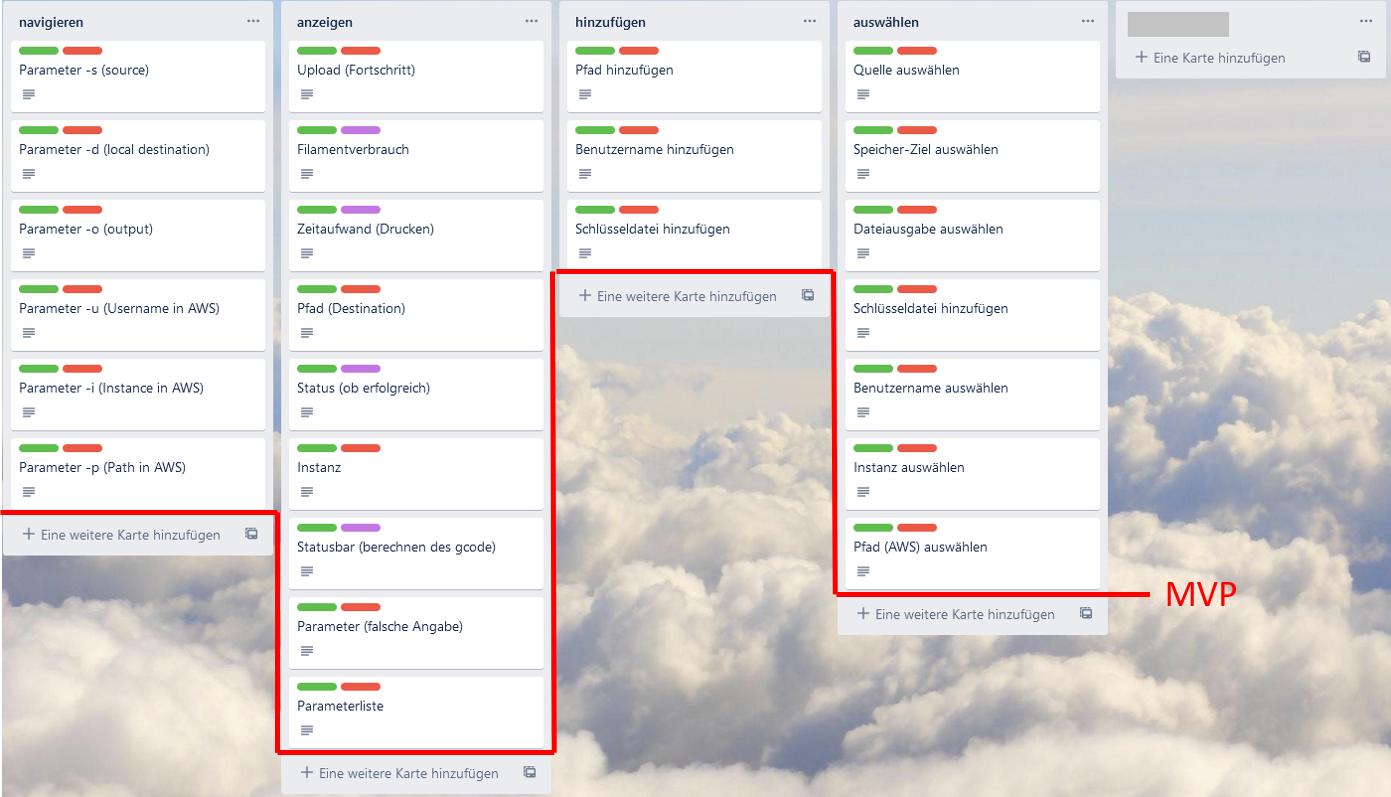 navigieren
Parameter -s (source)
Parameter -d (local destination)
Parameter -o (output)
Parameter -u (Username in AWS)
Parameter -i (Instance in AWS)
Parameter -p (Path in AWS)
+ Eine weitere Karte hinzufügen
anzeigen
Upload (Fortschritt)
Filamentverbrauch
Zeitaufwand (Drucken)
Pfad (Destination)
Status (ob erfolgreich)
Instanz
Statusbar (berechnen des gcode)
Parameter (falsche Angabe)
Parameterliste
+ Eine weitere Karte hinzufügen
hinzufügen
Pfad hinzufügen
Benutzername hinzufügen
Schlüsseldatei hinzufügen
+ Eine weitere Karte hinzufügen
auswählen
Quelle auswählen
Speicher-Ziel auswählen
Dateiausgabe auswählen
Schlüsseldatei hinzufügen
Benutzername auswählen
Instanz auswählen
Pfad (AWS) auswählen
+ Eine weitere Karte hinzufügen
+ Eine Karte hinzufügen
MVP